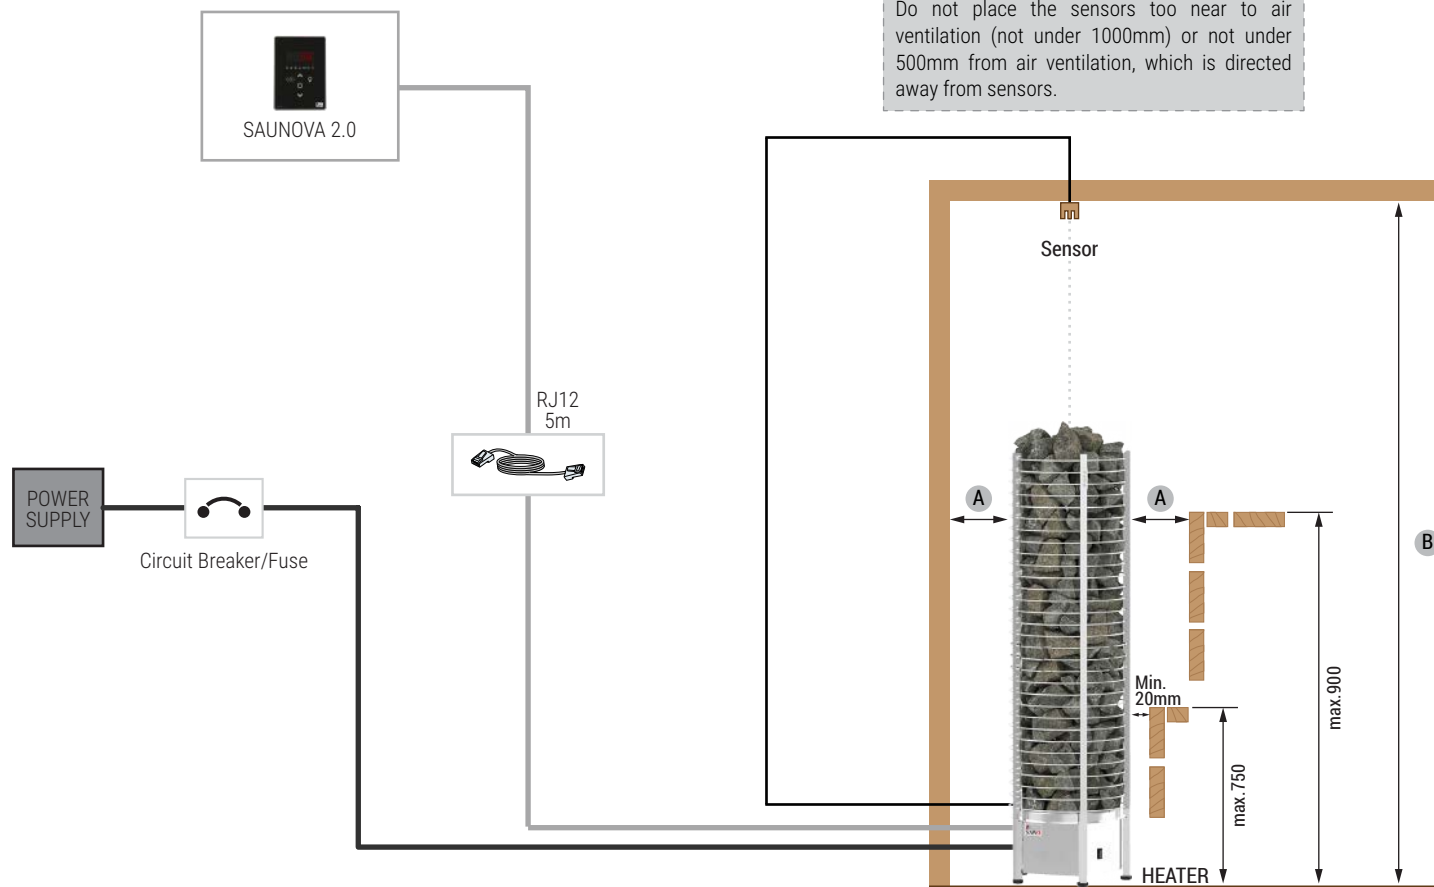 Do not place the sensors too near to air
ventilation (not under 1000mm) or not under
500mm from air ventilation, which is directed
away from sensors.
SAUNOVA 2.0
Sensor
RJ12
5m
POWER
SUPPLY
Circuit Breaker/Fuse
A
A
B
Min.
20mm
max.900
max.750
HEATER